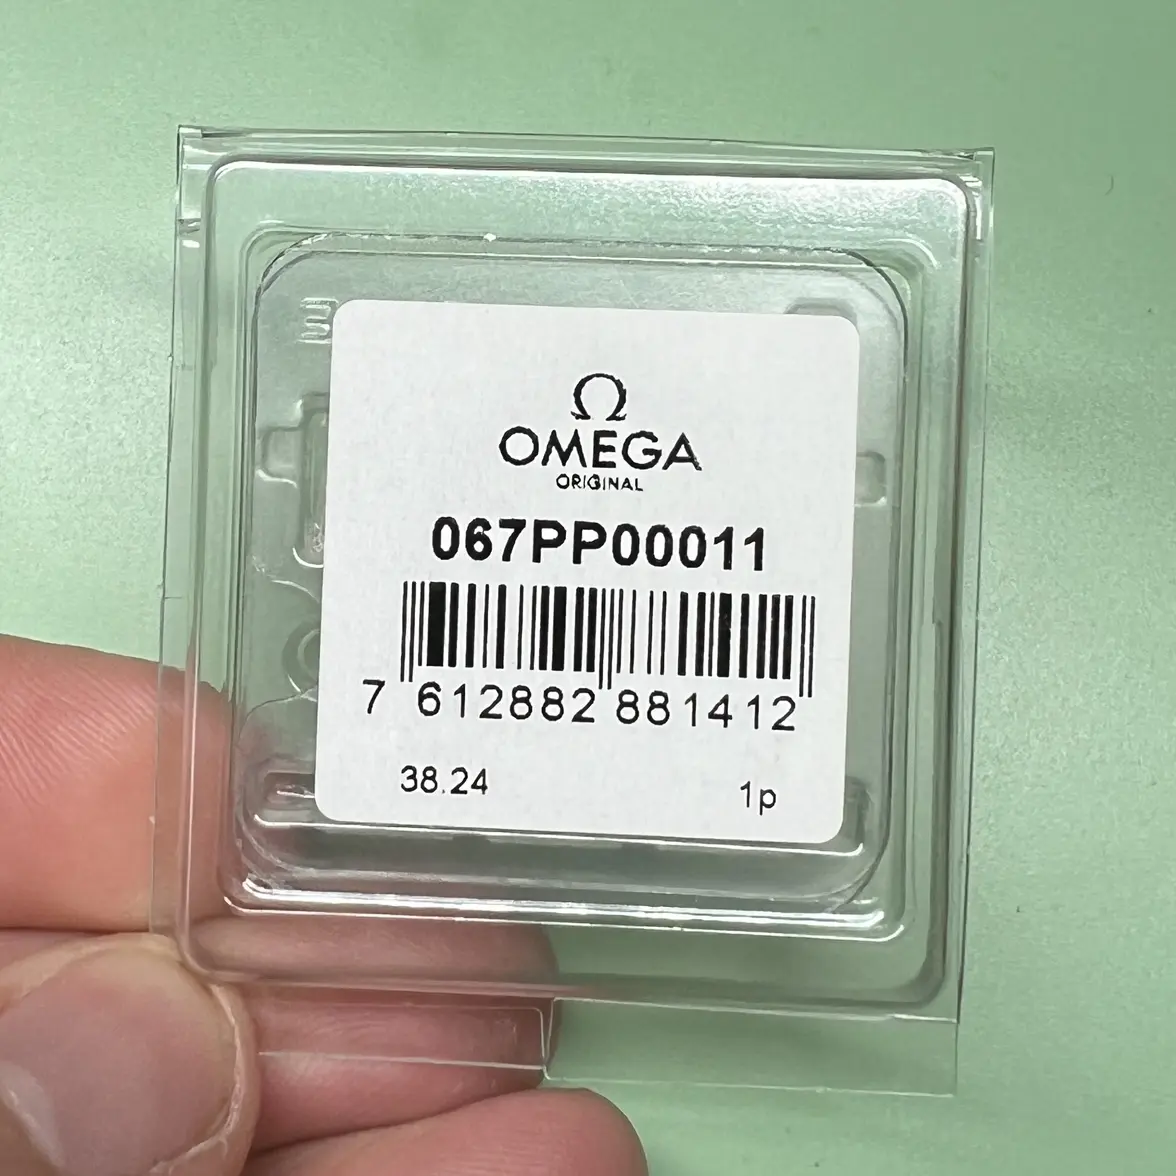 Ω
OMEGA
ORIGINAL
067PP00011
7 612882 881412
38.24 1p